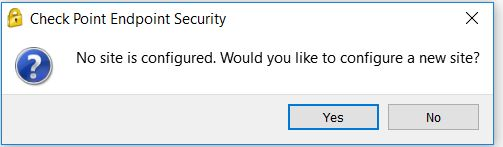 Check Point Endpoint Security
No site is configured. Would you like to configure a new site?
Yes
No